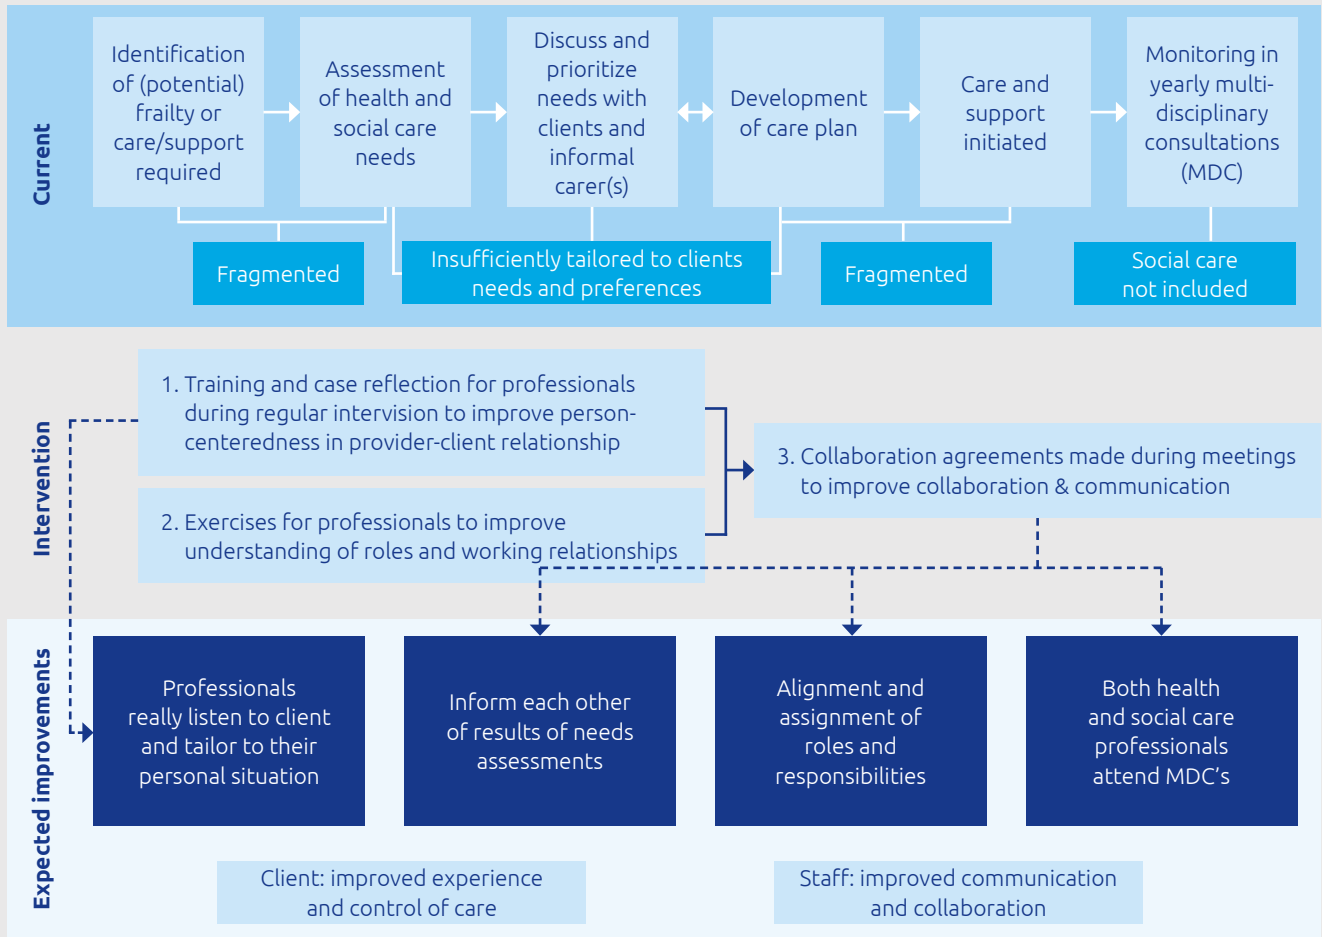 Current
Identification
of (potential)
frailty or
care/support
required
Assessment
of health and
social care
needs
Discuss and
prioritize
needs with
clients and
informal
carer(s)
Development
of care plan
Care and
support
initiated
Monitoring in
yearly multi-
disciplinary
consultations
(MDC)
Fragmented
Insufficiently tailored to clients
needs and preferences
Fragmented
Social care
not included
Intervention
1. Training and case reflection for professionals
during regular intervision to improve person-
centeredness in provider-client relationship
2. Exercises for professionals to improve
understanding of roles and working relationships
3. Collaboration agreements made during meetings
to improve collaboration & communication
Expected improvements
Professionals
really listen to client
and tailor to their
personal situation
Inform each other
of results of needs
assessments
Alignment and
assignment of
roles and
responsibilities
Both health
and social care
professionals
attend MDC's
Client: improved experience
and control of care
Staff: improved communication
and collaboration